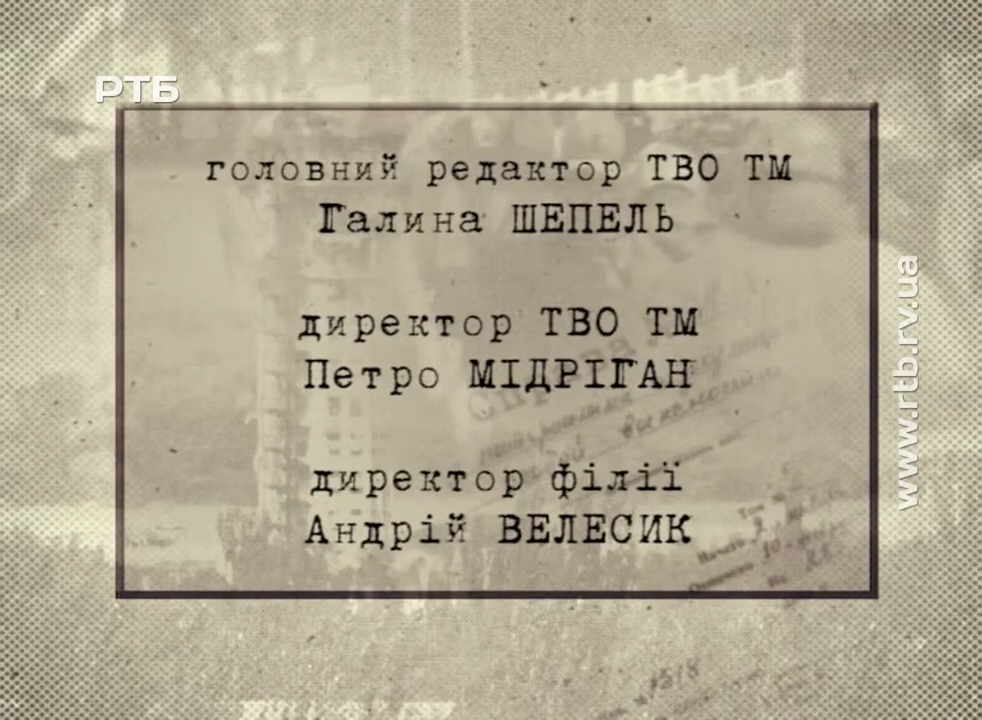 РТБ
головний редактор ТВО ТМ
Галина ШЕПЕЛЬ
директор ТВО ТМ
Петро МІДРІГАН
директор філії
Андрій ВЕЛЕСИК
www.rtb.rv.ua